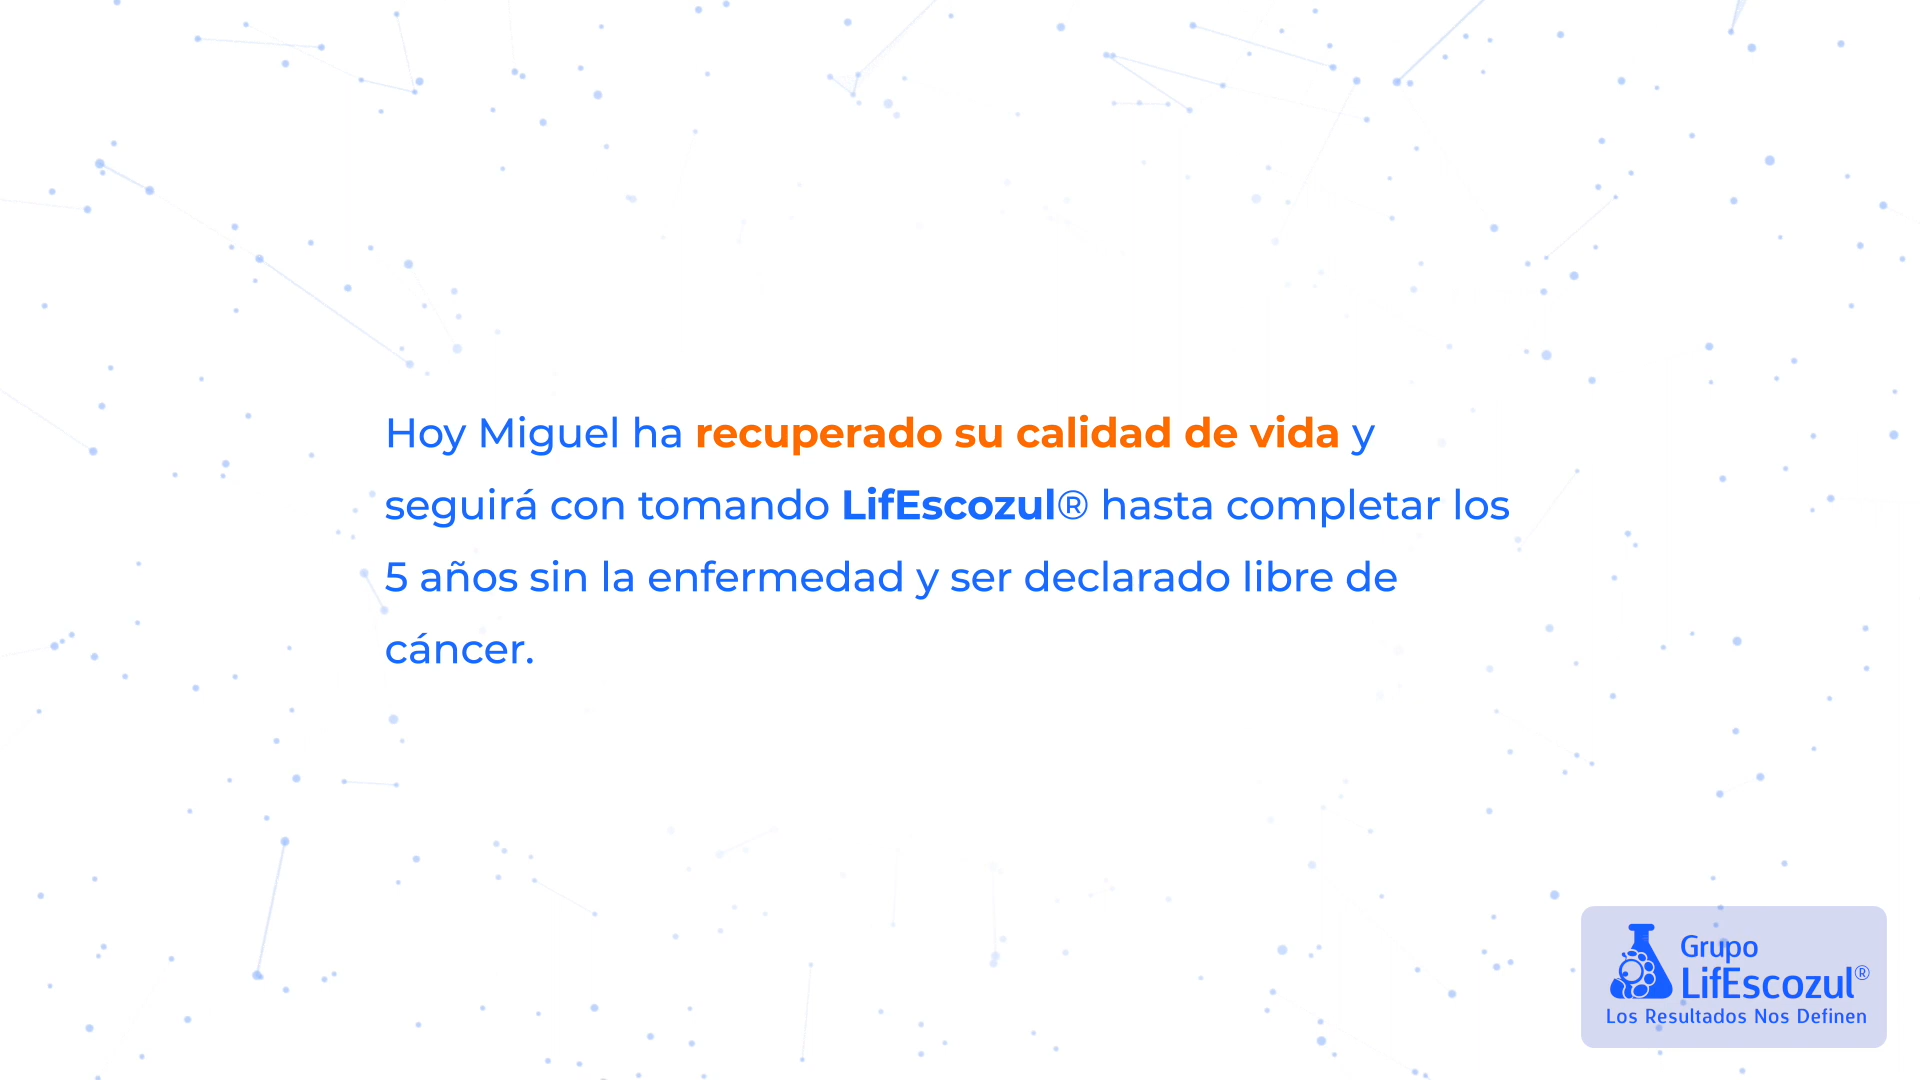 Hoy Miguel ha recuperado su calidad de vida y
seguirá con tomando LifEscozul® hasta completar los
5 años sin la enfermedad y ser declarado libre de
cáncer.
Grupo
LifEscozul®
Los Resultados Nos Definen